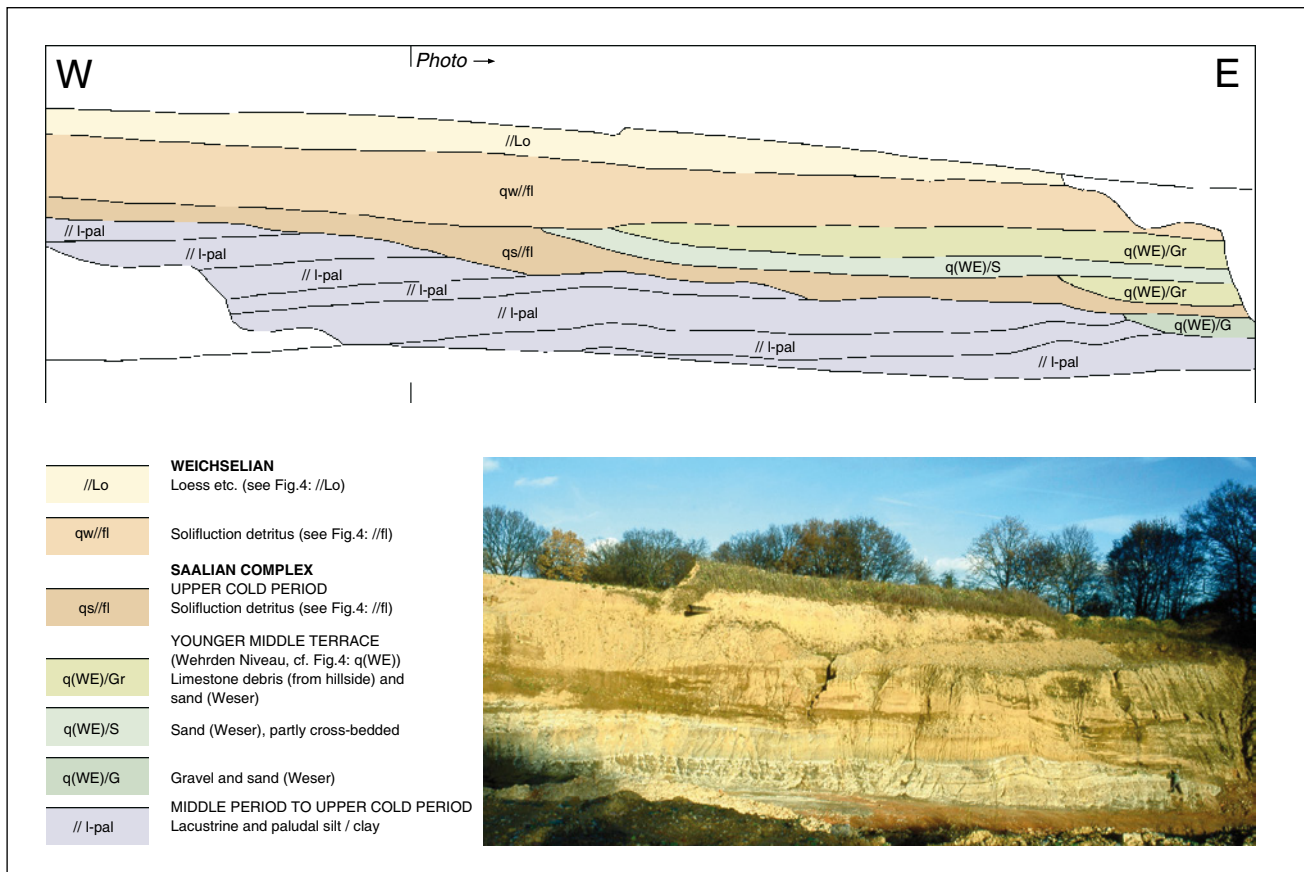 W
Photo →
E
//Lo
qw//fl
// l-pal
// l-pal
// l-pal
// l-pal
// l-pal
// l-pal
// l-pal
qs//fl
q(WE)/Gr
q(WE)/S
q(WE)/Gr
q(WE)/G
WEICHSELIAN
//Lo Loess etc. (see Fig.4: //Lo)
qw//fl Solifluction detritus (see Fig.4: //fl)
SAALIAN COMPLEX
UPPER COLD PERIOD
qs//fl Solifluction detritus (see Fig.4: //fl)
YOUNGER MIDDLE TERRACE
(Wehrden Niveau, cf. Fig.4: q(WE))
q(WE)/Gr Limestone debris (from hillside) and
sand (Weser)
q(WE)/S Sand (Weser), partly cross-bedded
q(WE)/G Gravel and sand (Weser)
MIDDLE PERIOD TO UPPER COLD PERIOD
// l-pal Lacustrine and paludal silt / clay